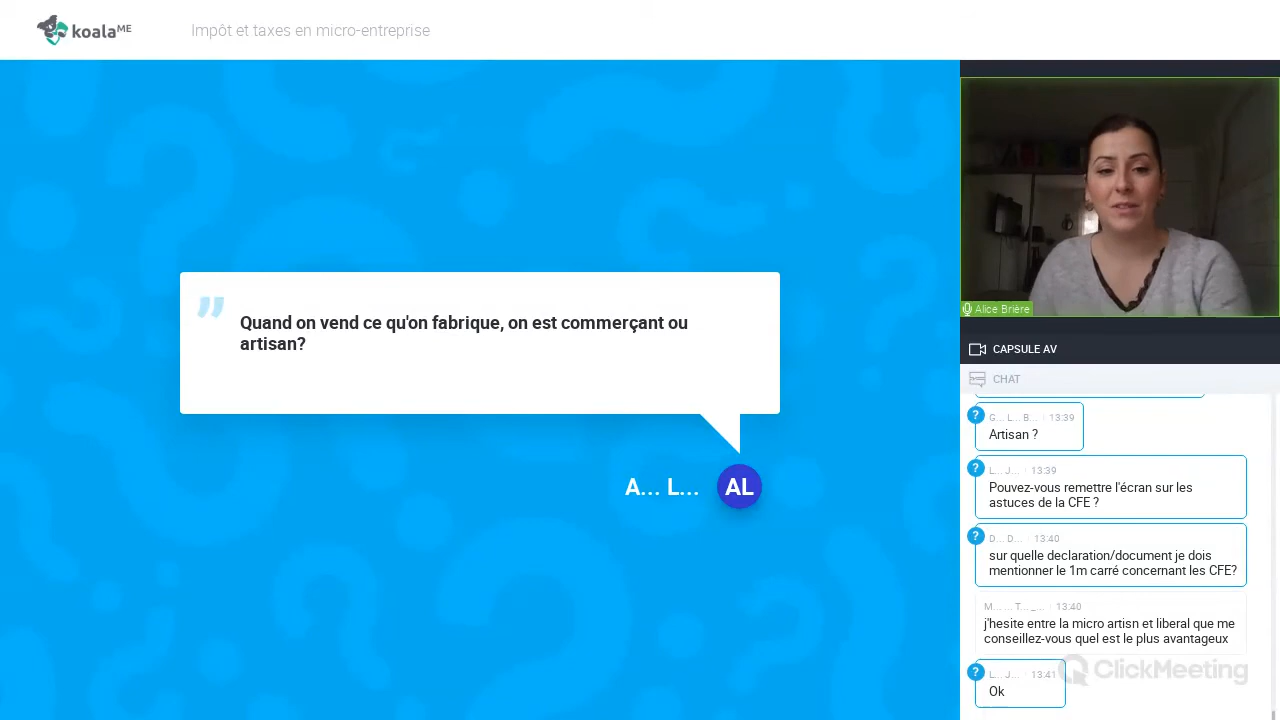 koala ME
Impôt et taxes en micro-entreprise
Quand on vend ce qu'on fabrique, on est commerçant ou
artisan?
A... L... AL
Alice Brière
CAPSULE AV
CHAT
? G... L... B... 13:39
Artisan ?
? L... J... 13:39
Pouvez-vous remettre l'écran sur les
astuces de la CFE ?
? D... D... 13:40
sur quelle declaration/document je dois
mentionner le 1m carré concernant les CFE?
M... ... T... _... 13:40
j'hesite entre la micro artisn et liberal que me
conseillez-vous quel est le plus avantageux
ClickMeeting
? L... J... 13:41
Ok